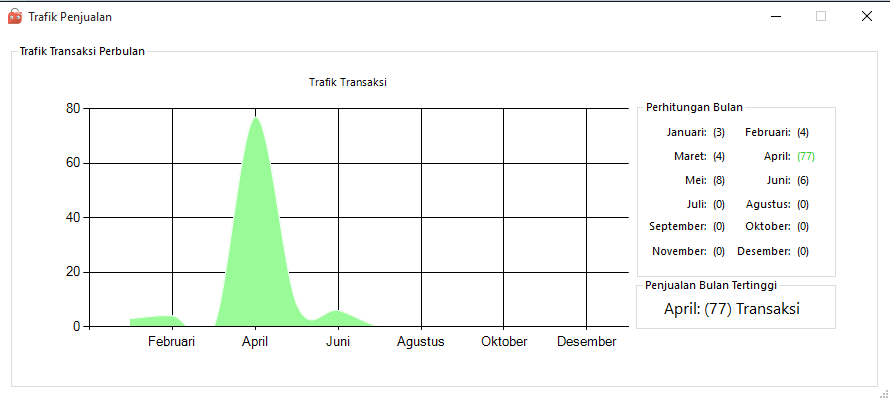 Trafik Penjualan
Trafik Transaksi Perbulan
Trafik Transaksi
80
60
40
20
0
Februari April Juni Agustus Oktober Desember
Perhitungan Bulan
Januari: (3) Februari: (4)
Maret: (4) April: (77)
Mei: (8) Juni: (6)
Juli: (0) Agustus: (0)
September: (0) Oktober: (0)
November: (0) Desember: (0)
Penjualan Bulan Tertinggi
April: (77) Transaksi